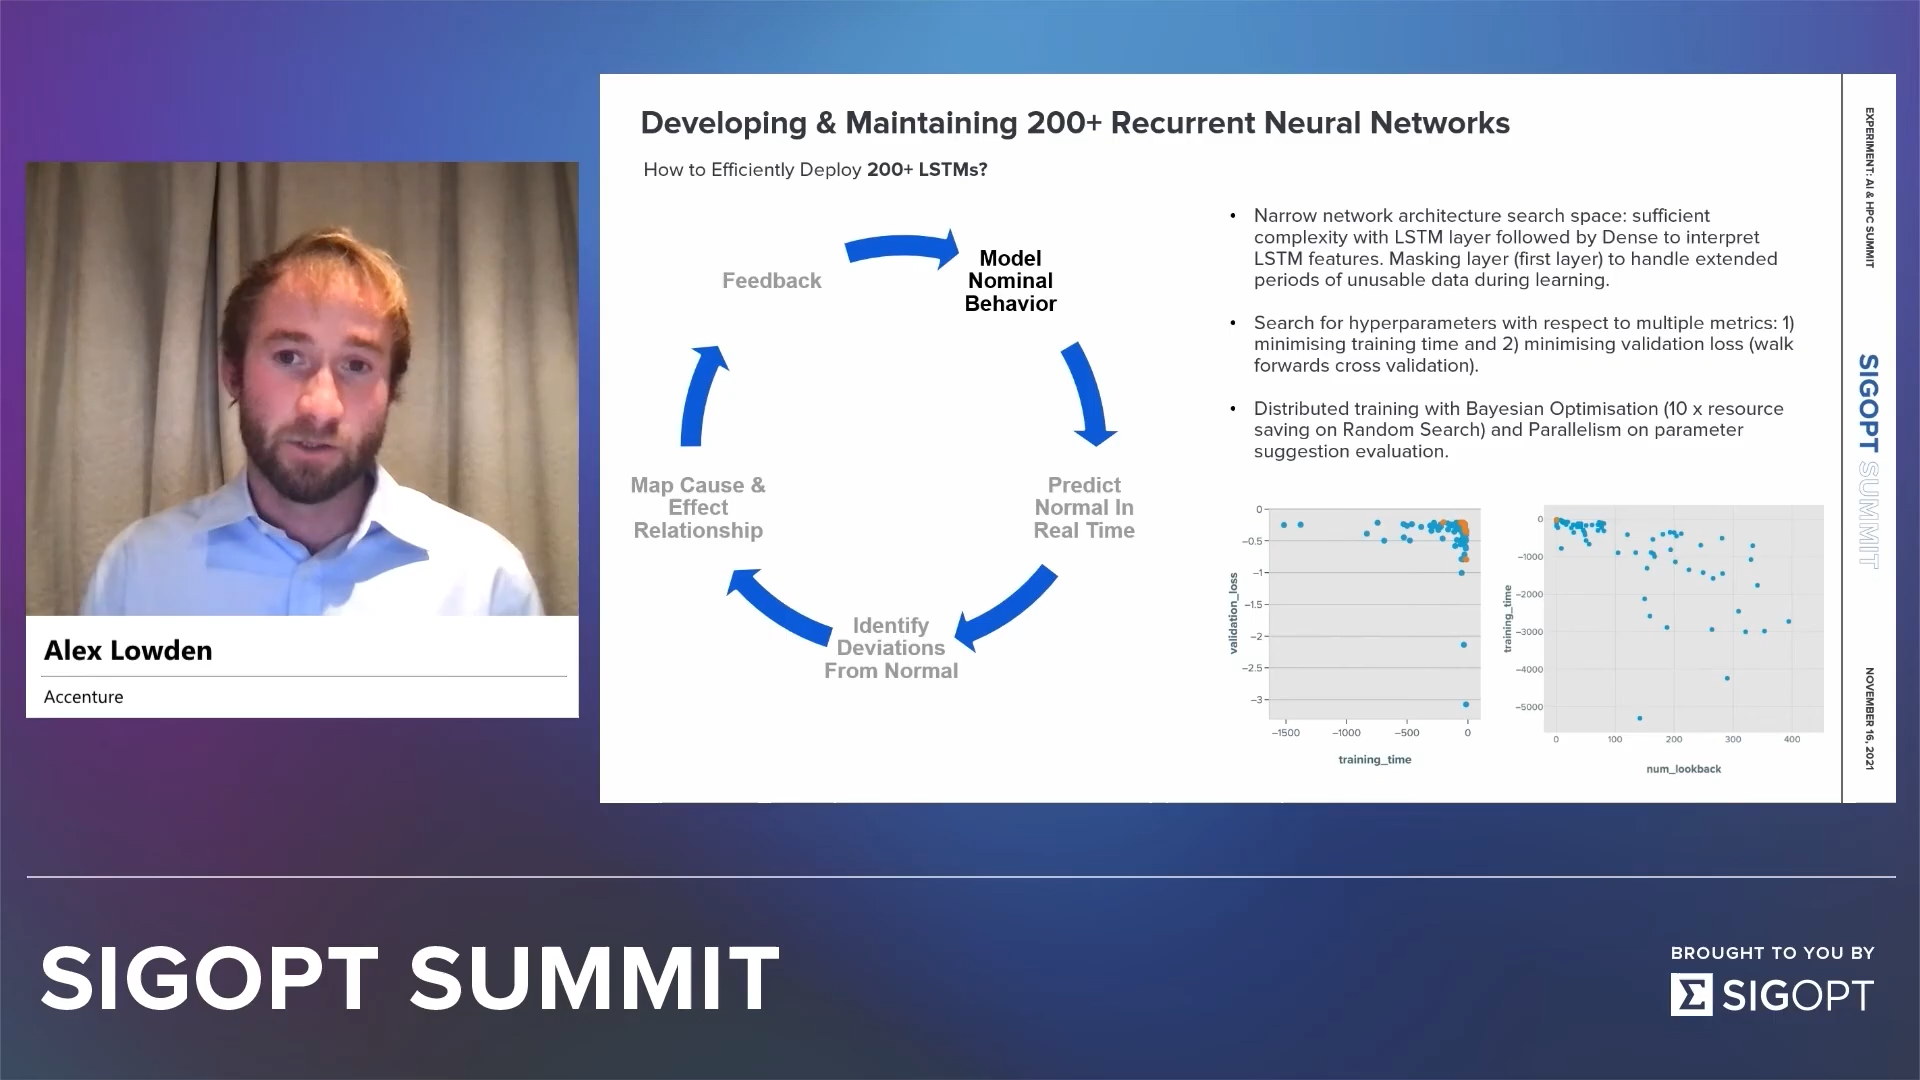 Developing & Maintaining 200+ Recurrent Neural Networks
How to Efficiently Deploy 200+ LSTMs?
Feedback
Model
Nominal
Behavior
Predict
Normal In
Real Time
Identify
Deviations
From Normal
Map Cause &
Effect
Relationship
• Narrow network architecture search space: sufficient
complexity with LSTM layer followed by Dense to interpret
LSTM features. Masking layer (first layer) to handle extended
periods of unusable data during learning.
• Search for hyperparameters with respect to multiple metrics: 1)
minimising training time and 2) minimising validation loss (walk
forwards cross validation).
• Distributed training with Bayesian Optimisation (10 x resource
saving on Random Search) and Parallelism on parameter
suggestion evaluation.
validation_loss
0
−0.5
−1
−1.5
−2
−2.5
−3
−1500 −1000 −500 0
training_time
training_time
0
−1000
−2000
−3000
−4000
−5000
0 100 200 300 400
num_lookback
EXPERIMENT: AI & HPC SUMMIT
SIGOPT SUMMIT
NOVEMBER 16, 2021
Alex Lowden
Accenture
SIGOPT SUMMIT
BROUGHT TO YOU BY
SIGOPT